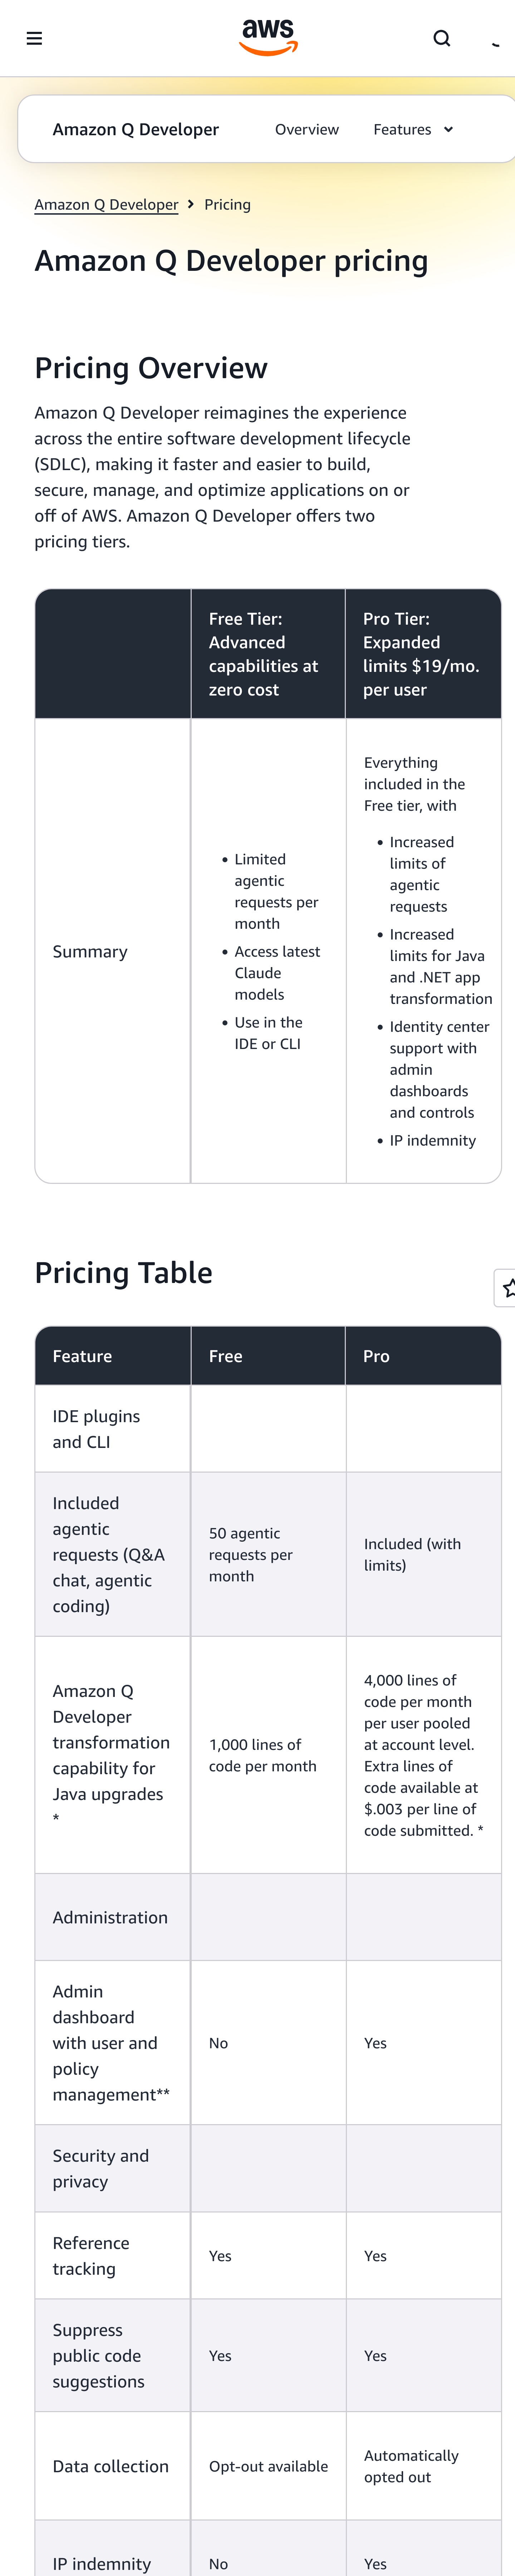 aws
Amazon Q Developer
Overview
Features
Amazon Q Developer
Pricing
Amazon Q Developer pricing
Pricing Overview
Amazon Q Developer reimagines the experience
across the entire software development lifecycle
(SDLC), making it faster and easier to build,
secure, manage, and optimize applications on or
off of AWS. Amazon Q Developer offers two
pricing tiers.
Free Tier:
Advanced
capabilities at
zero cost
Pro Tier:
Expanded
limits $19/mo.
per user
Summary
• Limited
agentic
requests per
month
• Access latest
Claude
models
• Use in the
IDE or CLI
Everything
included in the
Free tier, with
• Increased
limits of
agentic
requests
• Increased
limits for Java
and .NET app
transformation
• Identity center
support with
admin
dashboards
and controls
• IP indemnity
Pricing Table
Feature
Free
Pro
IDE plugins
and CLI
Included
agentic
requests (Q&A
chat, agentic
coding)
50 agentic
requests per
month
Included (with
limits)
Amazon Q
Developer
transformation
capability for
Java upgrades
*
1,000 lines of
code per month
4,000 lines of
code per month
per user pooled
at account level.
Extra lines of
code available at
$.003 per line of
code submitted. *
Administration
Admin
dashboard
with user and
policy
management**
No
Yes
Security and
privacy
Reference
tracking
Yes
Yes
Suppress
public code
suggestions
Yes
Yes
Data collection
Opt-out available
Automatically
opted out
IP indemnity
No
Yes